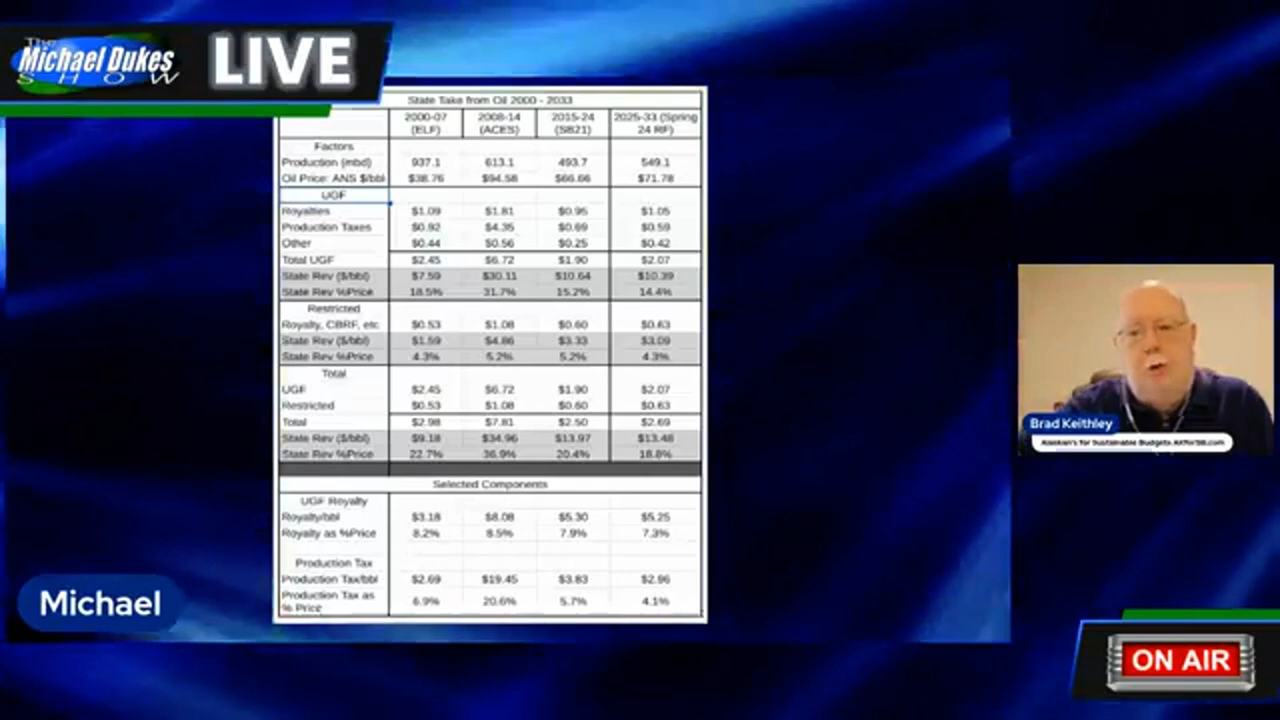 The
Michael Dukes
SHOW
LIVE
State Take from Oil 2000 - 2033
2000-07 (ELF) 2008-14 (ACES) 2015-24 (SB21) 2025-33 (Spring 24 RF)
Factors
Production (mbd) 937.1 613.1 493.7 549.1
Oil Price: ANS $/bbl $38.76 $94.58 $66.66 $71.78
UGF
Royalties $1.09 $1.81 $0.95 $1.05
Production Taxes $0.92 $4.35 $0.69 $0.59
Other $0.44 $0.56 $0.25 $0.42
Total UGF $2.45 $6.72 $1.90 $2.07
State Rev ($/bbl) $7.59 $30.11 $10.64 $10.39
State Rev %Price 18.5% 31.7% 15.2% 14.4%
Restricted
Royalty, CBRF, etc $0.53 $1.08 $0.60 $0.63
State Rev ($/bbl) $1.59 $4.86 $3.33 $3.09
State Rev %Price 4.3% 5.2% 5.2% 4.3%
Total
UGF $2.45 $6.72 $1.90 $2.07
Restricted $0.53 $1.08 $0.60 $0.63
Total $2.98 $7.81 $2.50 $2.69
State Rev ($/bbl) $9.18 $34.96 $13.97 $13.48
State Rev %Price 22.7% 36.9% 20.4% 18.8%
Selected Components
UGF Royalty
Royalty/bbl $3.18 $8.08 $5.30 $5.25
Royalty as %Price 8.2% 8.5% 7.9% 7.3%
Production Tax
Production Tax/bbl $2.69 $19.45 $3.83 $2.96
Production Tax as % Price 6.9% 20.6% 5.7% 4.1%
Brad Keithley
Alaskan's for Sustainable Budgets AKforSB.com
Michael
ON AIR